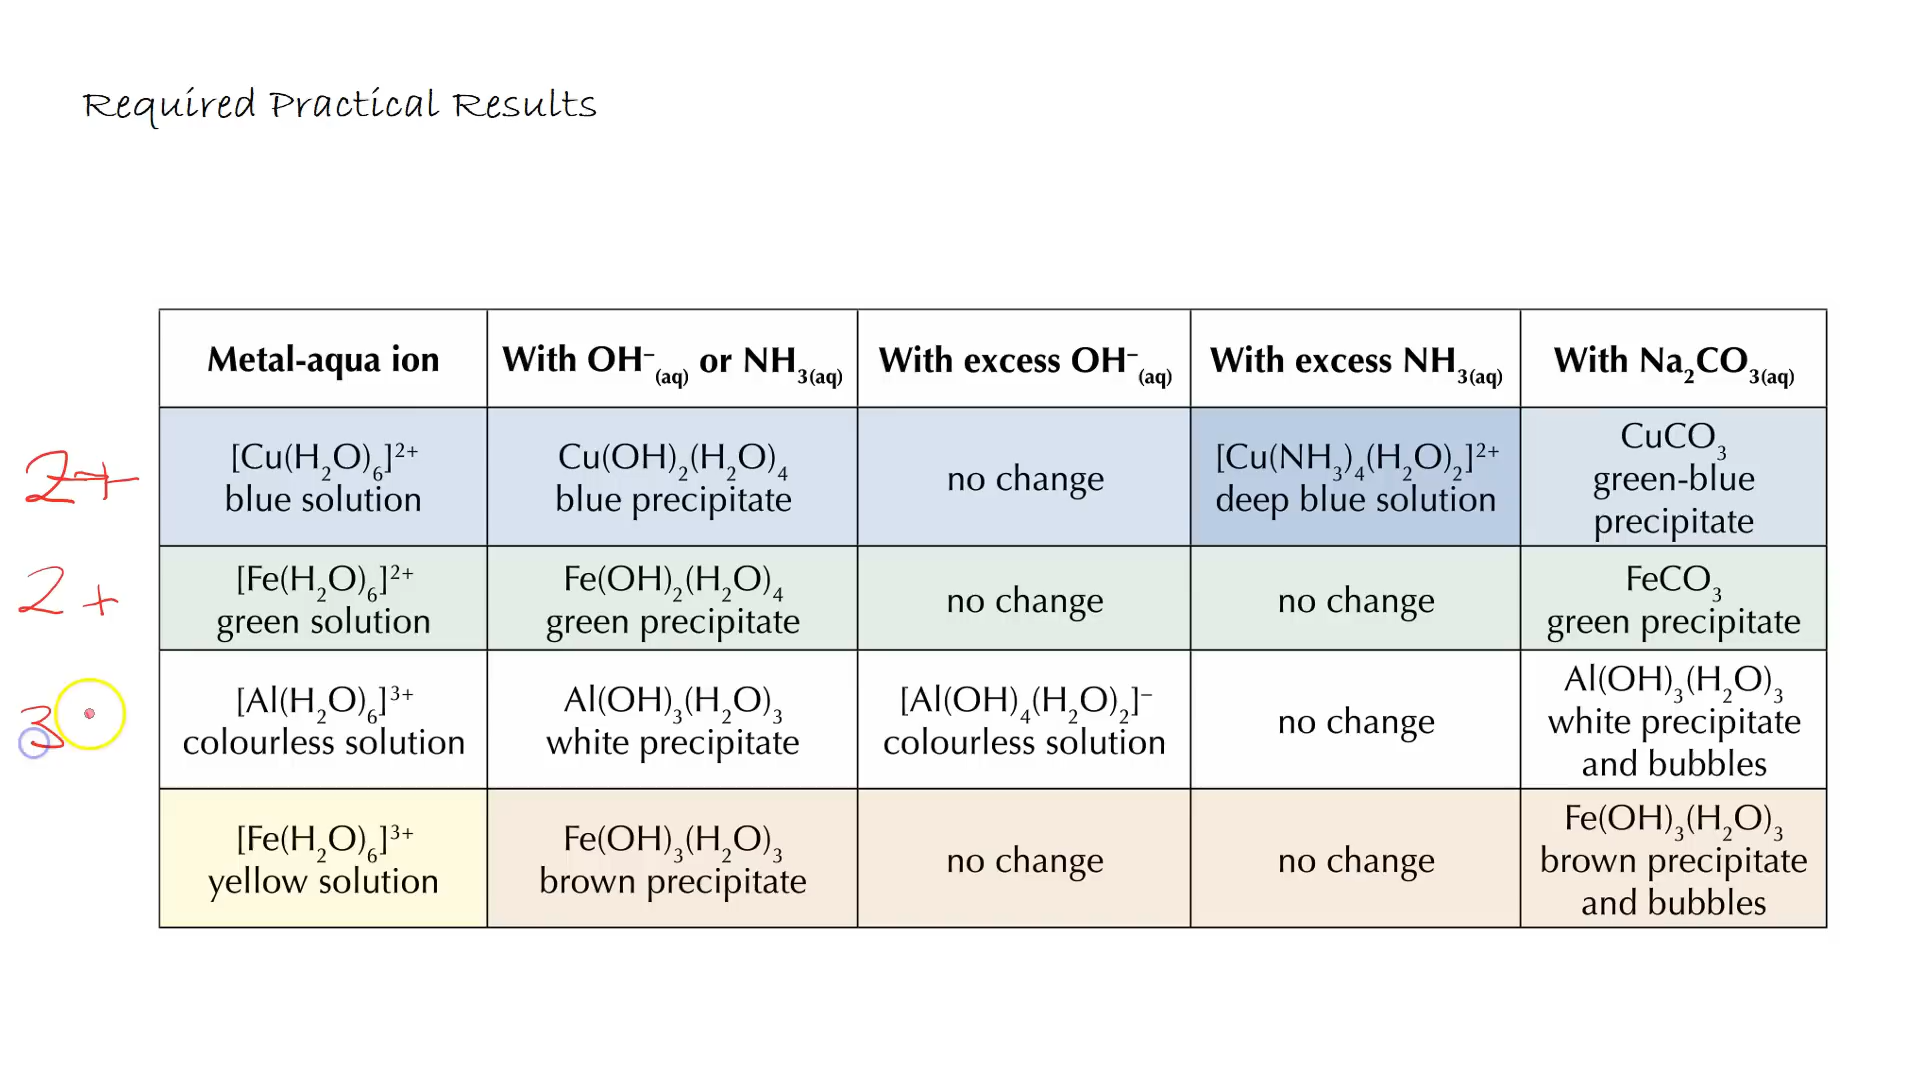 Required Practical Results
Metal-aqua ion
With OH⁻(aq) or NH₃(aq)
With excess OH⁻(aq)
With excess NH₃(aq)
With Na₂CO₃(aq)
2+
[Cu(H₂O)₆]²⁺
blue solution
Cu(OH)₂(H₂O)₄
blue precipitate
no change
[Cu(NH₃)₄(H₂O)₂]²⁺
deep blue solution
CuCO₃
green-blue
precipitate
2+
[Fe(H₂O)₆]²⁺
green solution
Fe(OH)₂(H₂O)₄
green precipitate
no change
no change
FeCO₃
green precipitate
3
[Al(H₂O)₆]³⁺
colourless solution
Al(OH)₃(H₂O)₃
white precipitate
[Al(OH)₄(H₂O)₂]⁻
colourless solution
no change
Al(OH)₃(H₂O)₃
white precipitate
and bubbles
[Fe(H₂O)₆]³⁺
yellow solution
Fe(OH)₃(H₂O)₃
brown precipitate
no change
no change
Fe(OH)₃(H₂O)₃
brown precipitate
and bubbles